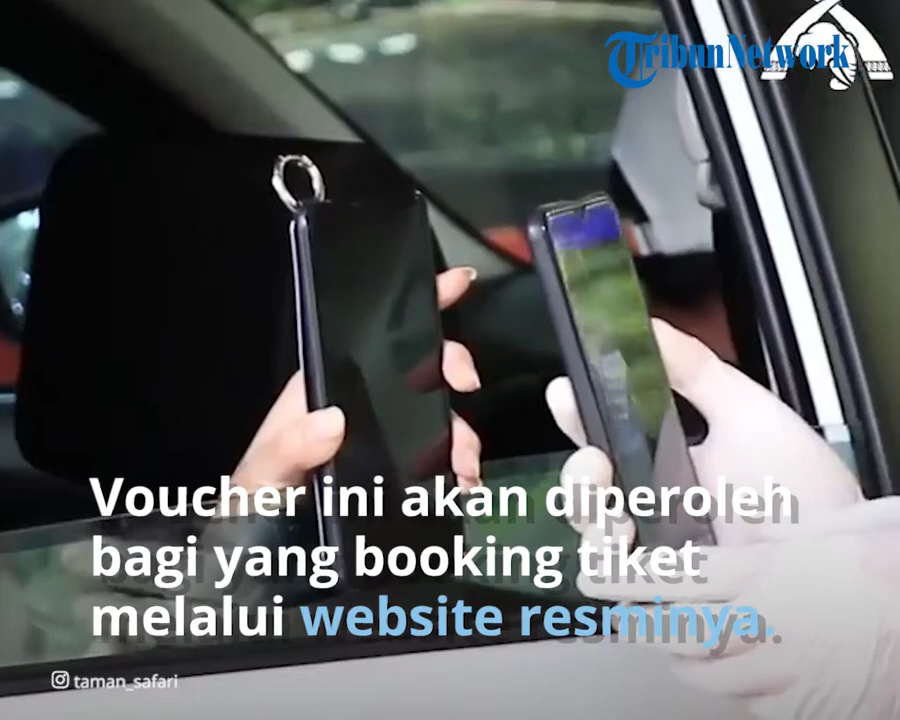 TribunNetwork
Voucher ini akan diperoleh
bagi yang booking tiket
melalui website resminya.
taman_safari